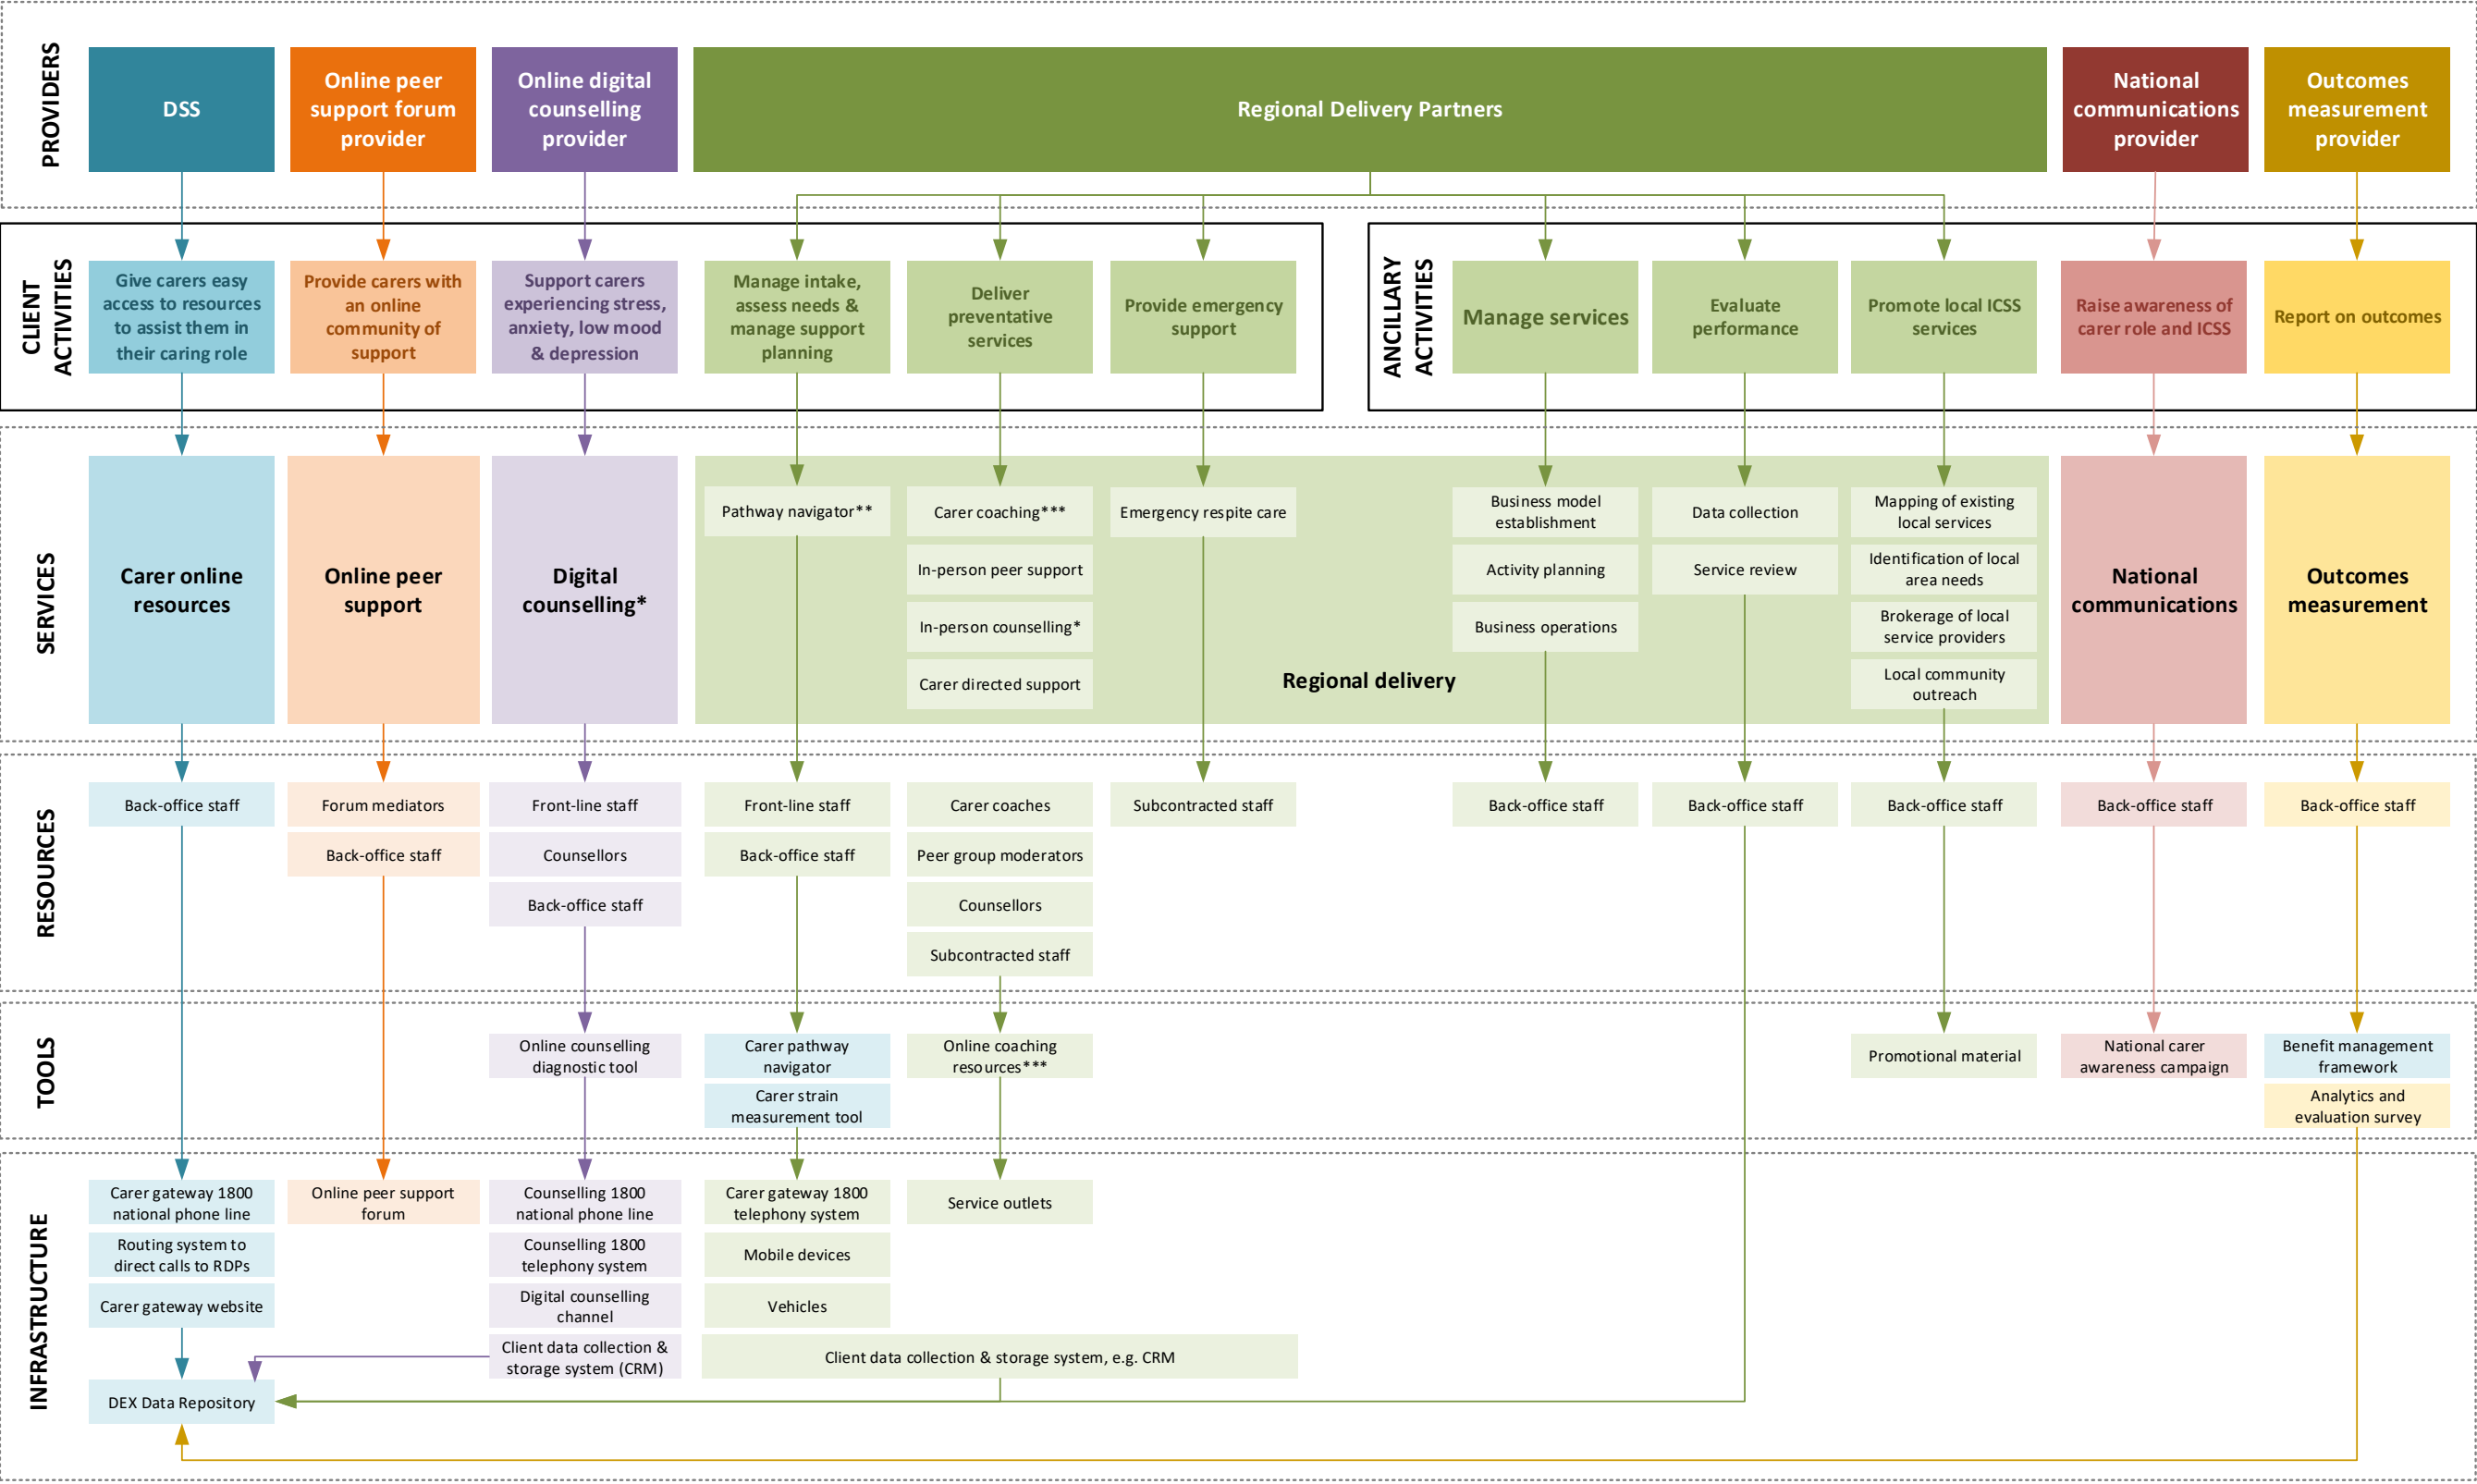 PROVIDERS
DSS
Online peer
support forum
provider
Online digital
counselling
provider
Regional Delivery Partners
National
communications
provider
Outcomes
measurement
provider
CLIENT
ACTIVITIES
Give carers easy
access to resources
to assist them in
their caring role
Provide carers with
an online
community of
support
Support carers
experiencing stress,
anxiety, low mood
& depression
Manage intake,
assess needs &
manage support
planning
Deliver
preventative
services
Provide emergency
support
ANCILLARY
ACTIVITIES
Manage services
Evaluate
performance
Promote local ICSS
services
Raise awareness of
carer role and ICSS
Report on outcomes
SERVICES
Carer online
resources
Online peer
support
Digital
counselling*
Pathway navigator**
Carer coaching***
In-person peer support
In-person counselling*
Carer directed support
Emergency respite care
Regional delivery
Business model
establishment
Activity planning
Business operations
Data collection
Service review
Mapping of existing
local services
Identification of local
area needs
Brokerage of local
service providers
Local community
outreach
National
communications
Outcomes
measurement
RESOURCES
Back-office staff
Forum mediators
Back-office staff
Front-line staff
Counsellors
Back-office staff
Front-line staff
Back-office staff
Carer coaches
Peer group moderators
Counsellors
Subcontracted staff
Subcontracted staff
Back-office staff
Back-office staff
Back-office staff
Back-office staff
Back-office staff
TOOLS
Online counselling
diagnostic tool
Carer pathway
navigator
Carer strain
measurement tool
Online coaching
resources***
Promotional material
National carer
awareness campaign
Benefit management
framework
Analytics and
evaluation survey
INFRASTRUCTURE
Carer gateway 1800
national phone line
Routing system to
direct calls to RDPs
Carer gateway website
DEX Data Repository
Online peer support
forum
Counselling 1800
national phone line
Counselling 1800
telephony system
Digital counselling
channel
Client data collection &
storage system (CRM)
Carer gateway 1800
telephony system
Mobile devices
Vehicles
Service outlets
Client data collection & storage system, e.g. CRM